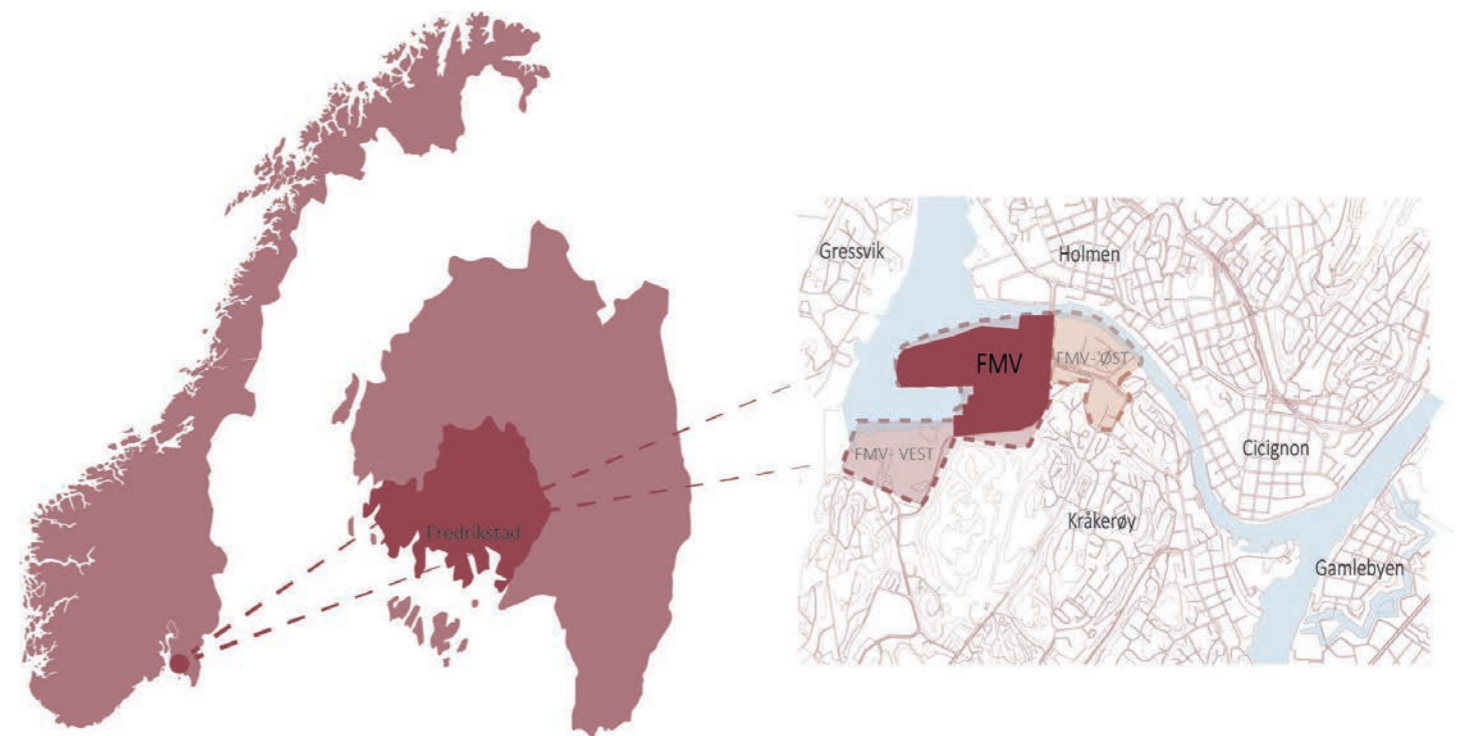 Fredrikstad
Gressvik
Holmen
FMV
FMV- ØST
FMV- VEST
Cicignon
Kråkerøy
Gamlebyen